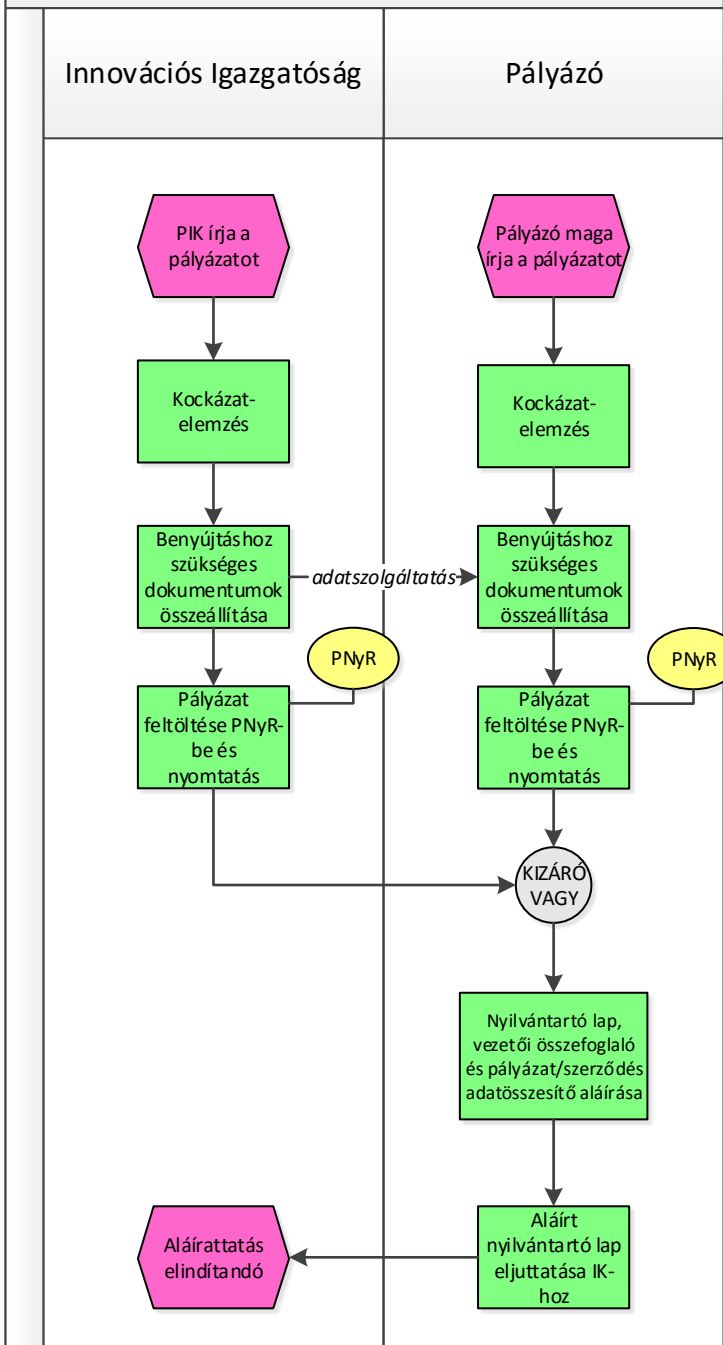 Innovációs Igazgatóság
Pályázó
PIK írja a
pályázatot
Pályázó maga
írja a pályázatot
Kockázat-
elemzés
Kockázat-
elemzés
Benyújtáshoz
szükséges
dokumentumok
összeállítása
adatszolgáltatás
Benyújtáshoz
szükséges
dokumentumok
összeállítása
PNyR
PNyR
Pályázat
feltöltése PNyR-
be és
nyomtatás
Pályázat
feltöltése PNyR-
be és
nyomtatás
KIZÁRÓ
VAGY
Nyilvántartó lap,
vezetői összefoglaló
és pályázat/szerződés
adatösszesítő aláírása
Aláírattatás
elindítandó
Aláírt
nyilvántartó lap
eljuttatása IK-
hoz